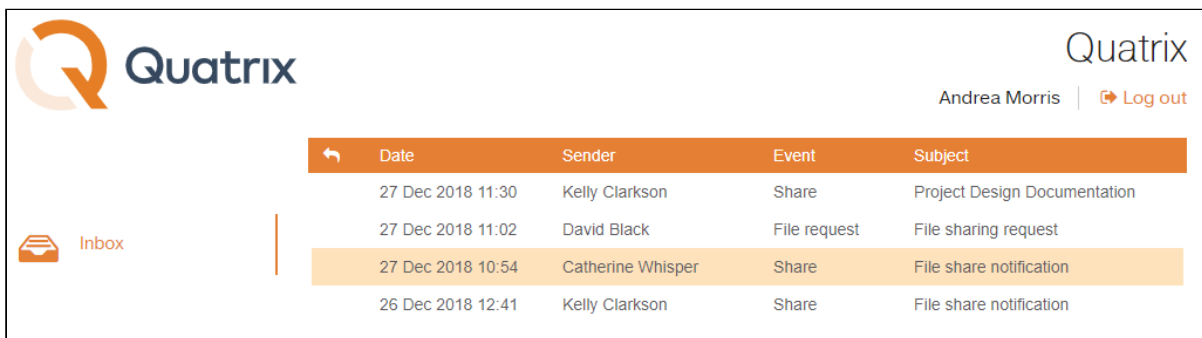 Quatrix
Quatrix
Andrea Morris Log out
Date Sender Event Subject
27 Dec 2018 11:30 Kelly Clarkson Share Project Design Documentation
27 Dec 2018 11:02 David Black File request File sharing request
Inbox
27 Dec 2018 10:54 Catherine Whisper Share File share notification
26 Dec 2018 12:41 Kelly Clarkson Share File share notification